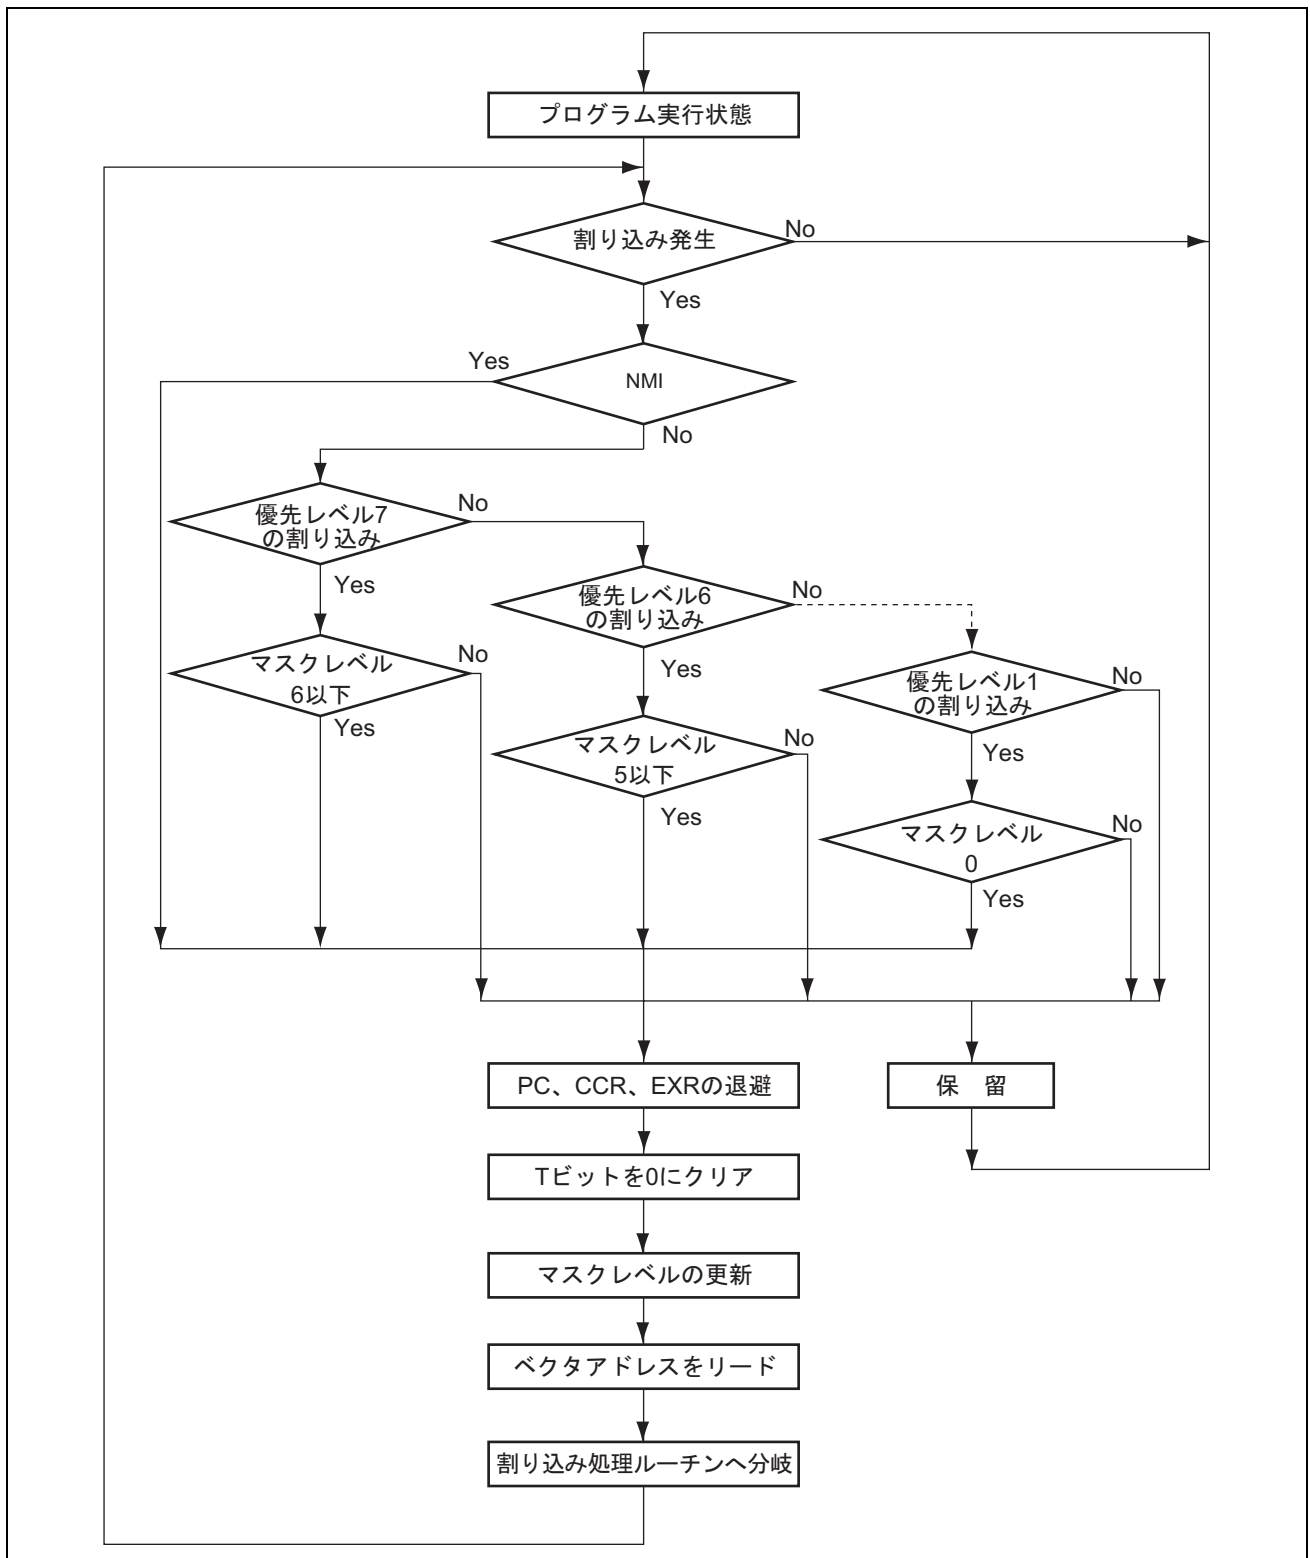 プログラム実行状態
割り込み発生
No
Yes
Yes
NMI
No
優先レベル7
の割り込み
No
Yes
優先レベル6
の割り込み
No
Yes
マスクレベル
6以下
No
Yes
優先レベル1
の割り込み
No
Yes
マスクレベル
5以下
No
Yes
マスクレベル
0
No
Yes
PC、CCR、EXRの退避
保 留
Tビットを0にクリア
マスクレベルの更新
ベクタアドレスをリード
割り込み処理ルーチンへ分岐